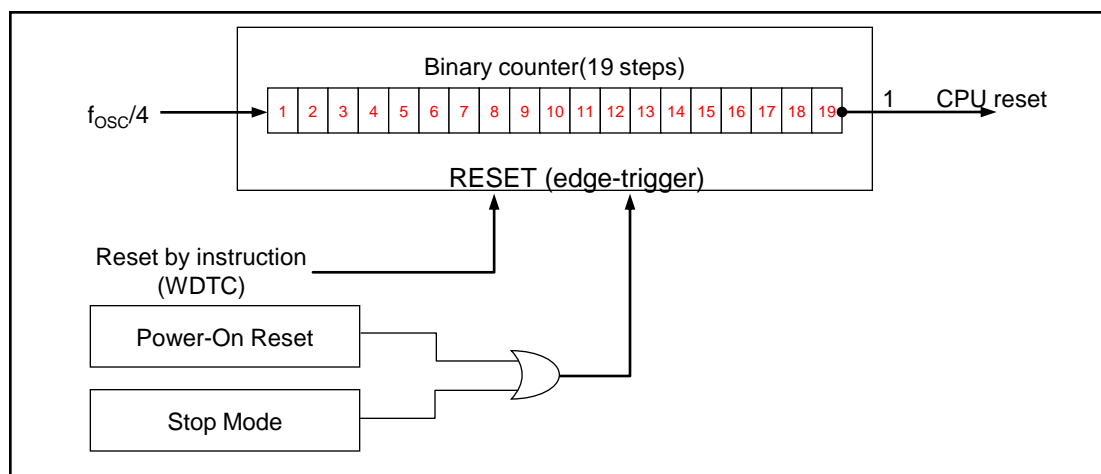 Binary counter(19 steps)
f_OSC/4
1 2 3 4 5 6 7 8 9 10 11 12 13 14 15 16 17 18 19
1 CPU reset
RESET (edge-trigger)
Reset by instruction
(WDTC)
Power-On Reset
Stop Mode